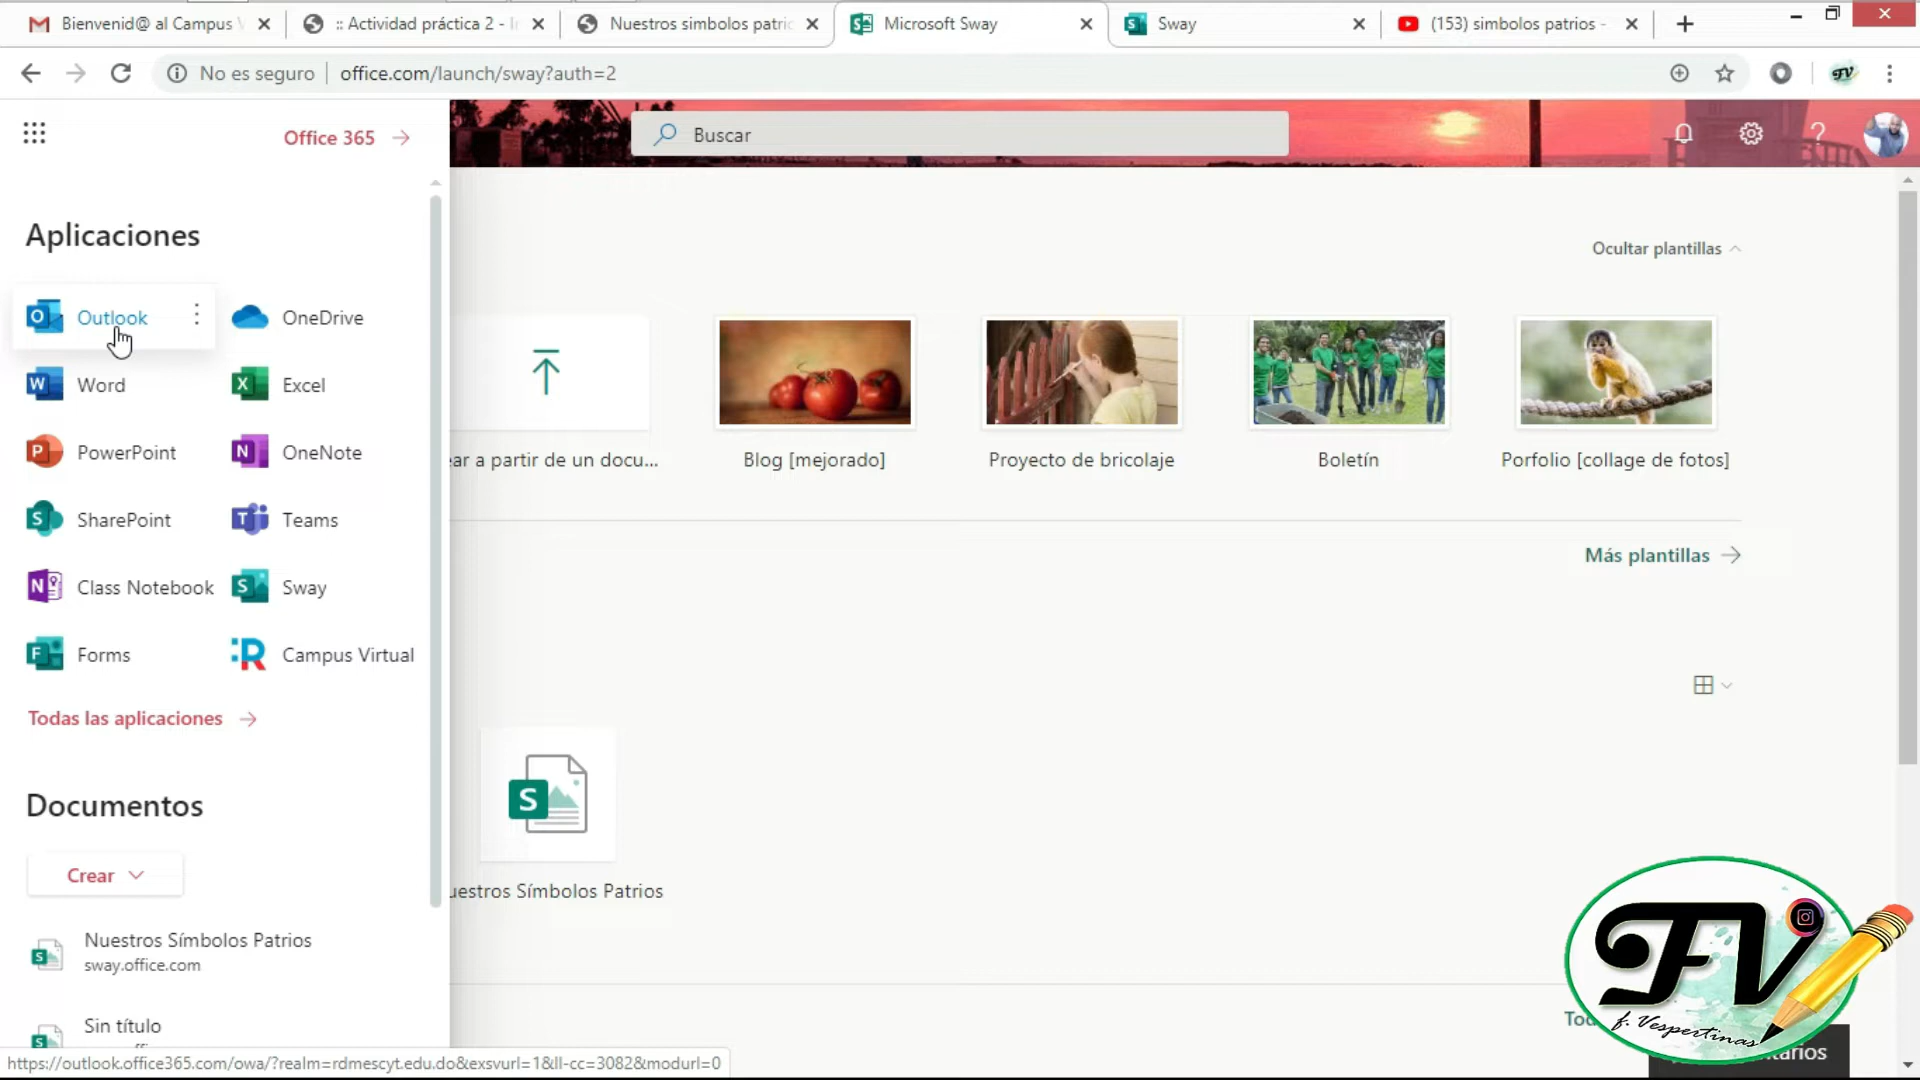 Bienvenid@ al Campus V
:: Actividad práctica 2 - In
Nuestros simbolos patrio
Microsoft Sway
Sway
(153) simbolos patrios -
No es seguro
office.com/launch/sway?auth=2
FV
Office 365
Buscar
Aplicaciones
Ocultar plantillas
Outlook
OneDrive
Word
Excel
PowerPoint
OneNote
SharePoint
Teams
Class Notebook
Sway
Forms
Campus Virtual
Todas las aplicaciones
ear a partir de un docu...
Blog [mejorado]
Proyecto de bricolaje
Boletín
Porfolio [collage de fotos]
Más plantillas
uestros Símbolos Patrios
Documentos
Crear
Nuestros Símbolos Patrios
sway.office.com
Sin título
https://outlook.office365.com/owa/?realm=rdmescyt.edu.do&exsvurl=1&ll-cc=3082&modurl=0
FV
f. Vespertinas